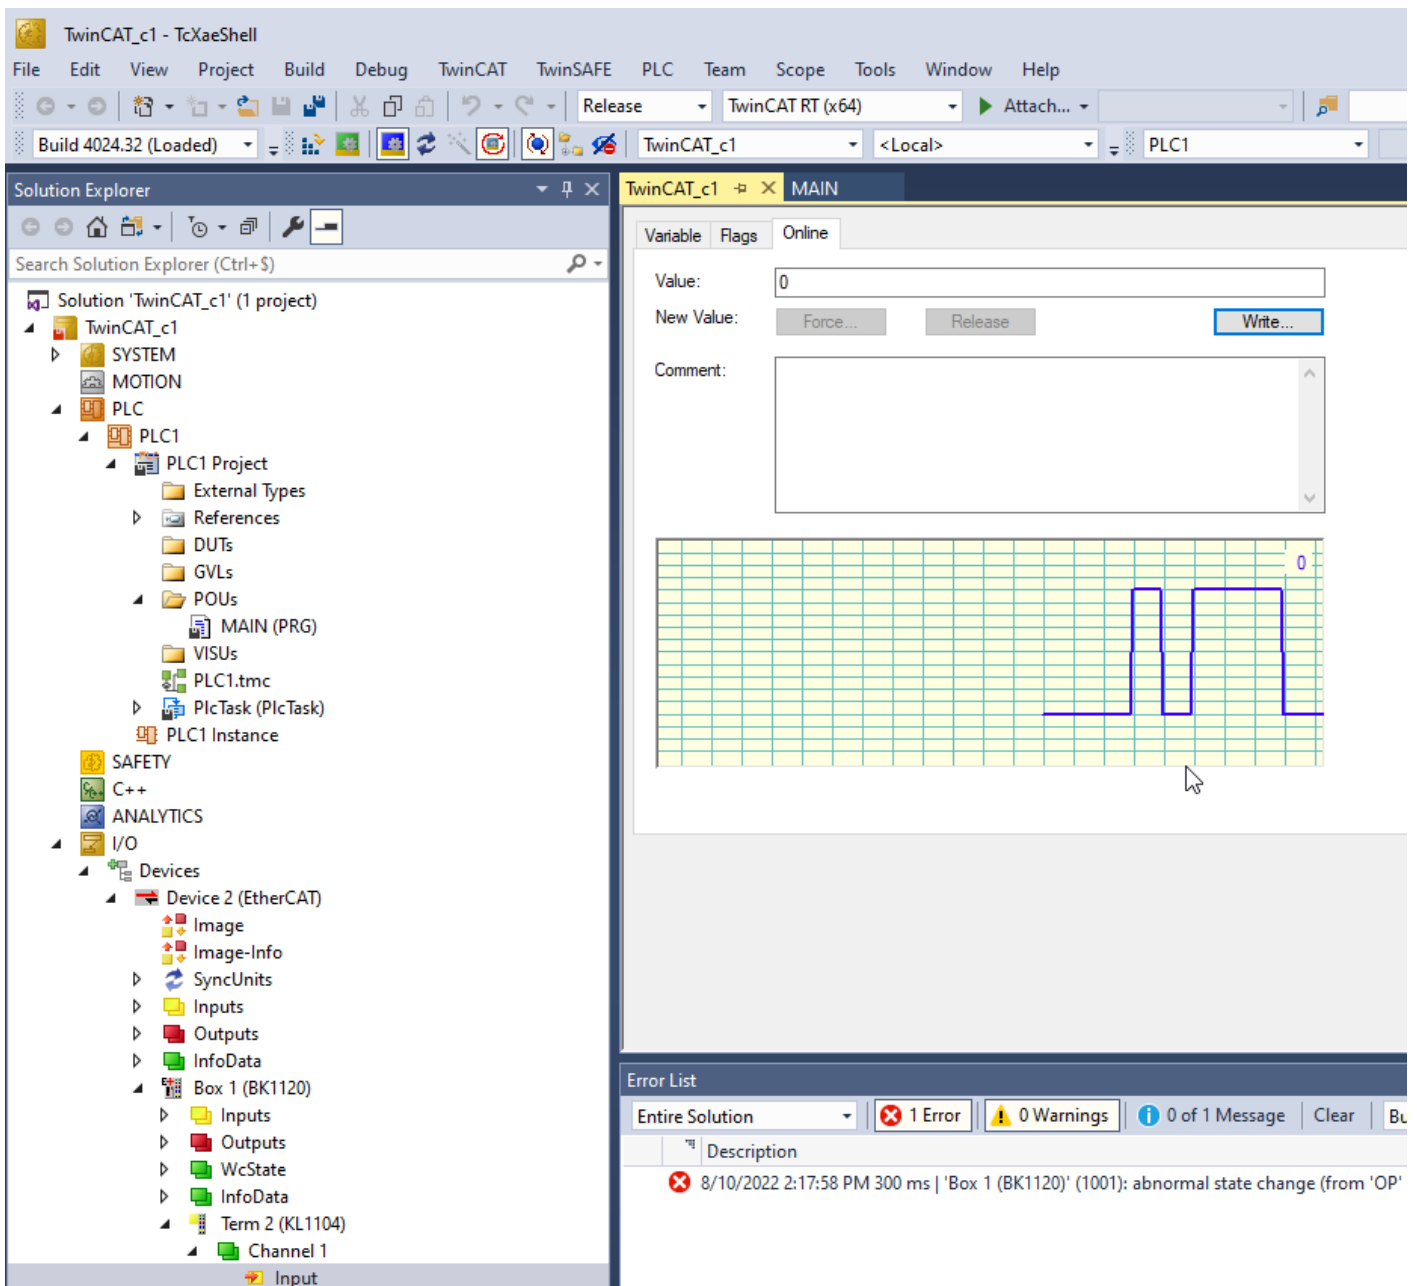 TwinCAT_c1 - TcXaeShell
File Edit View Project Build Debug TwinCAT TwinSAFE PLC Team Scope Tools Window Help
Release TwinCAT RT (x64) Attach...
Build 4024.32 (Loaded) TwinCAT_c1 <Local> PLC1
Solution Explorer
Search Solution Explorer (Ctrl+$)
Solution 'TwinCAT_c1' (1 project)
TwinCAT_c1
SYSTEM
MOTION
PLC
PLC1
PLC1 Project
External Types
References
DUTs
GVLs
POUs
MAIN (PRG)
VISUs
PLC1.tmc
PlcTask (PlcTask)
PLC1 Instance
SAFETY
C++
ANALYTICS
I/O
Devices
Device 2 (EtherCAT)
Image
Image-Info
SyncUnits
Inputs
Outputs
InfoData
Box 1 (BK1120)
Inputs
Outputs
WcState
InfoData
Term 2 (KL1104)
Channel 1
Input
TwinCAT_c1 MAIN
Variable Flags Online
Value: 0
New Value: Force... Release Write...
Comment:
0
Error List
Entire Solution 1 Error 0 Warnings 0 of 1 Message Clear Bu
Description
8/10/2022 2:17:58 PM 300 ms | 'Box 1 (BK1120)' (1001): abnormal state change (from 'OP'